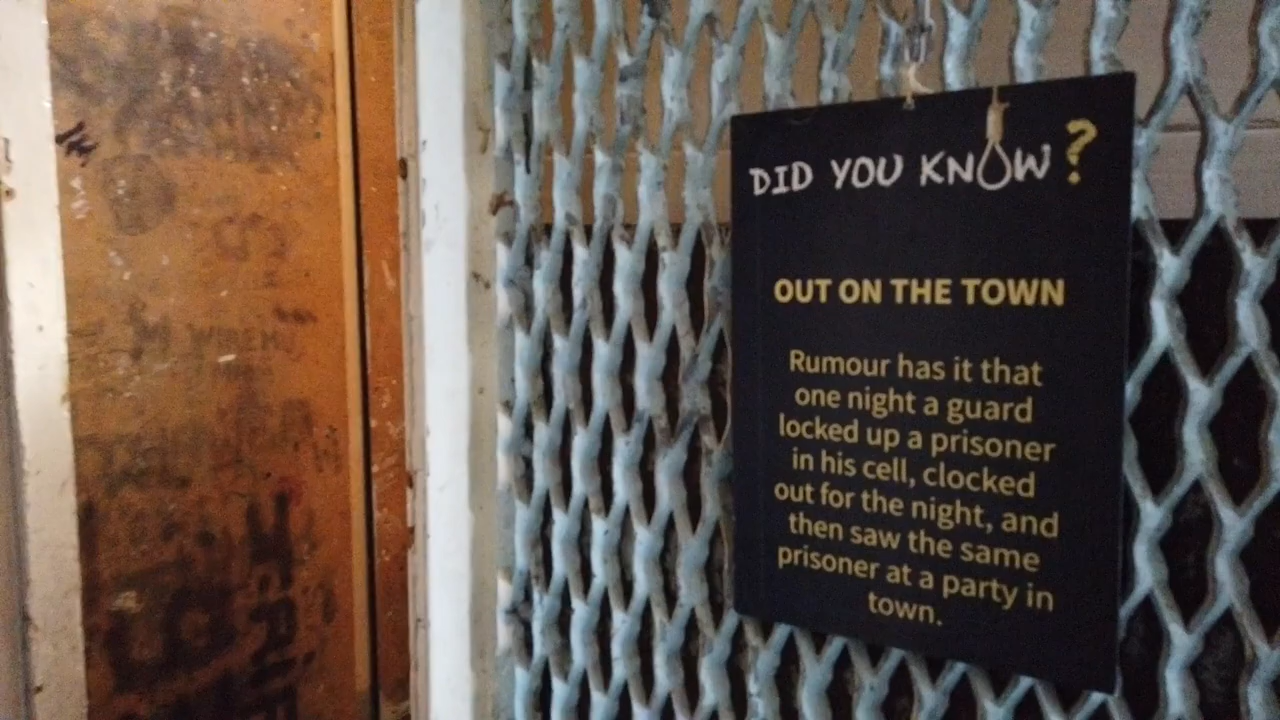 DID YOU KNOW?
OUT ON THE TOWN
Rumour has it that
one night a guard
locked up a prisoner
in his cell, clocked
out for the night, and
then saw the same
prisoner at a party in
town.